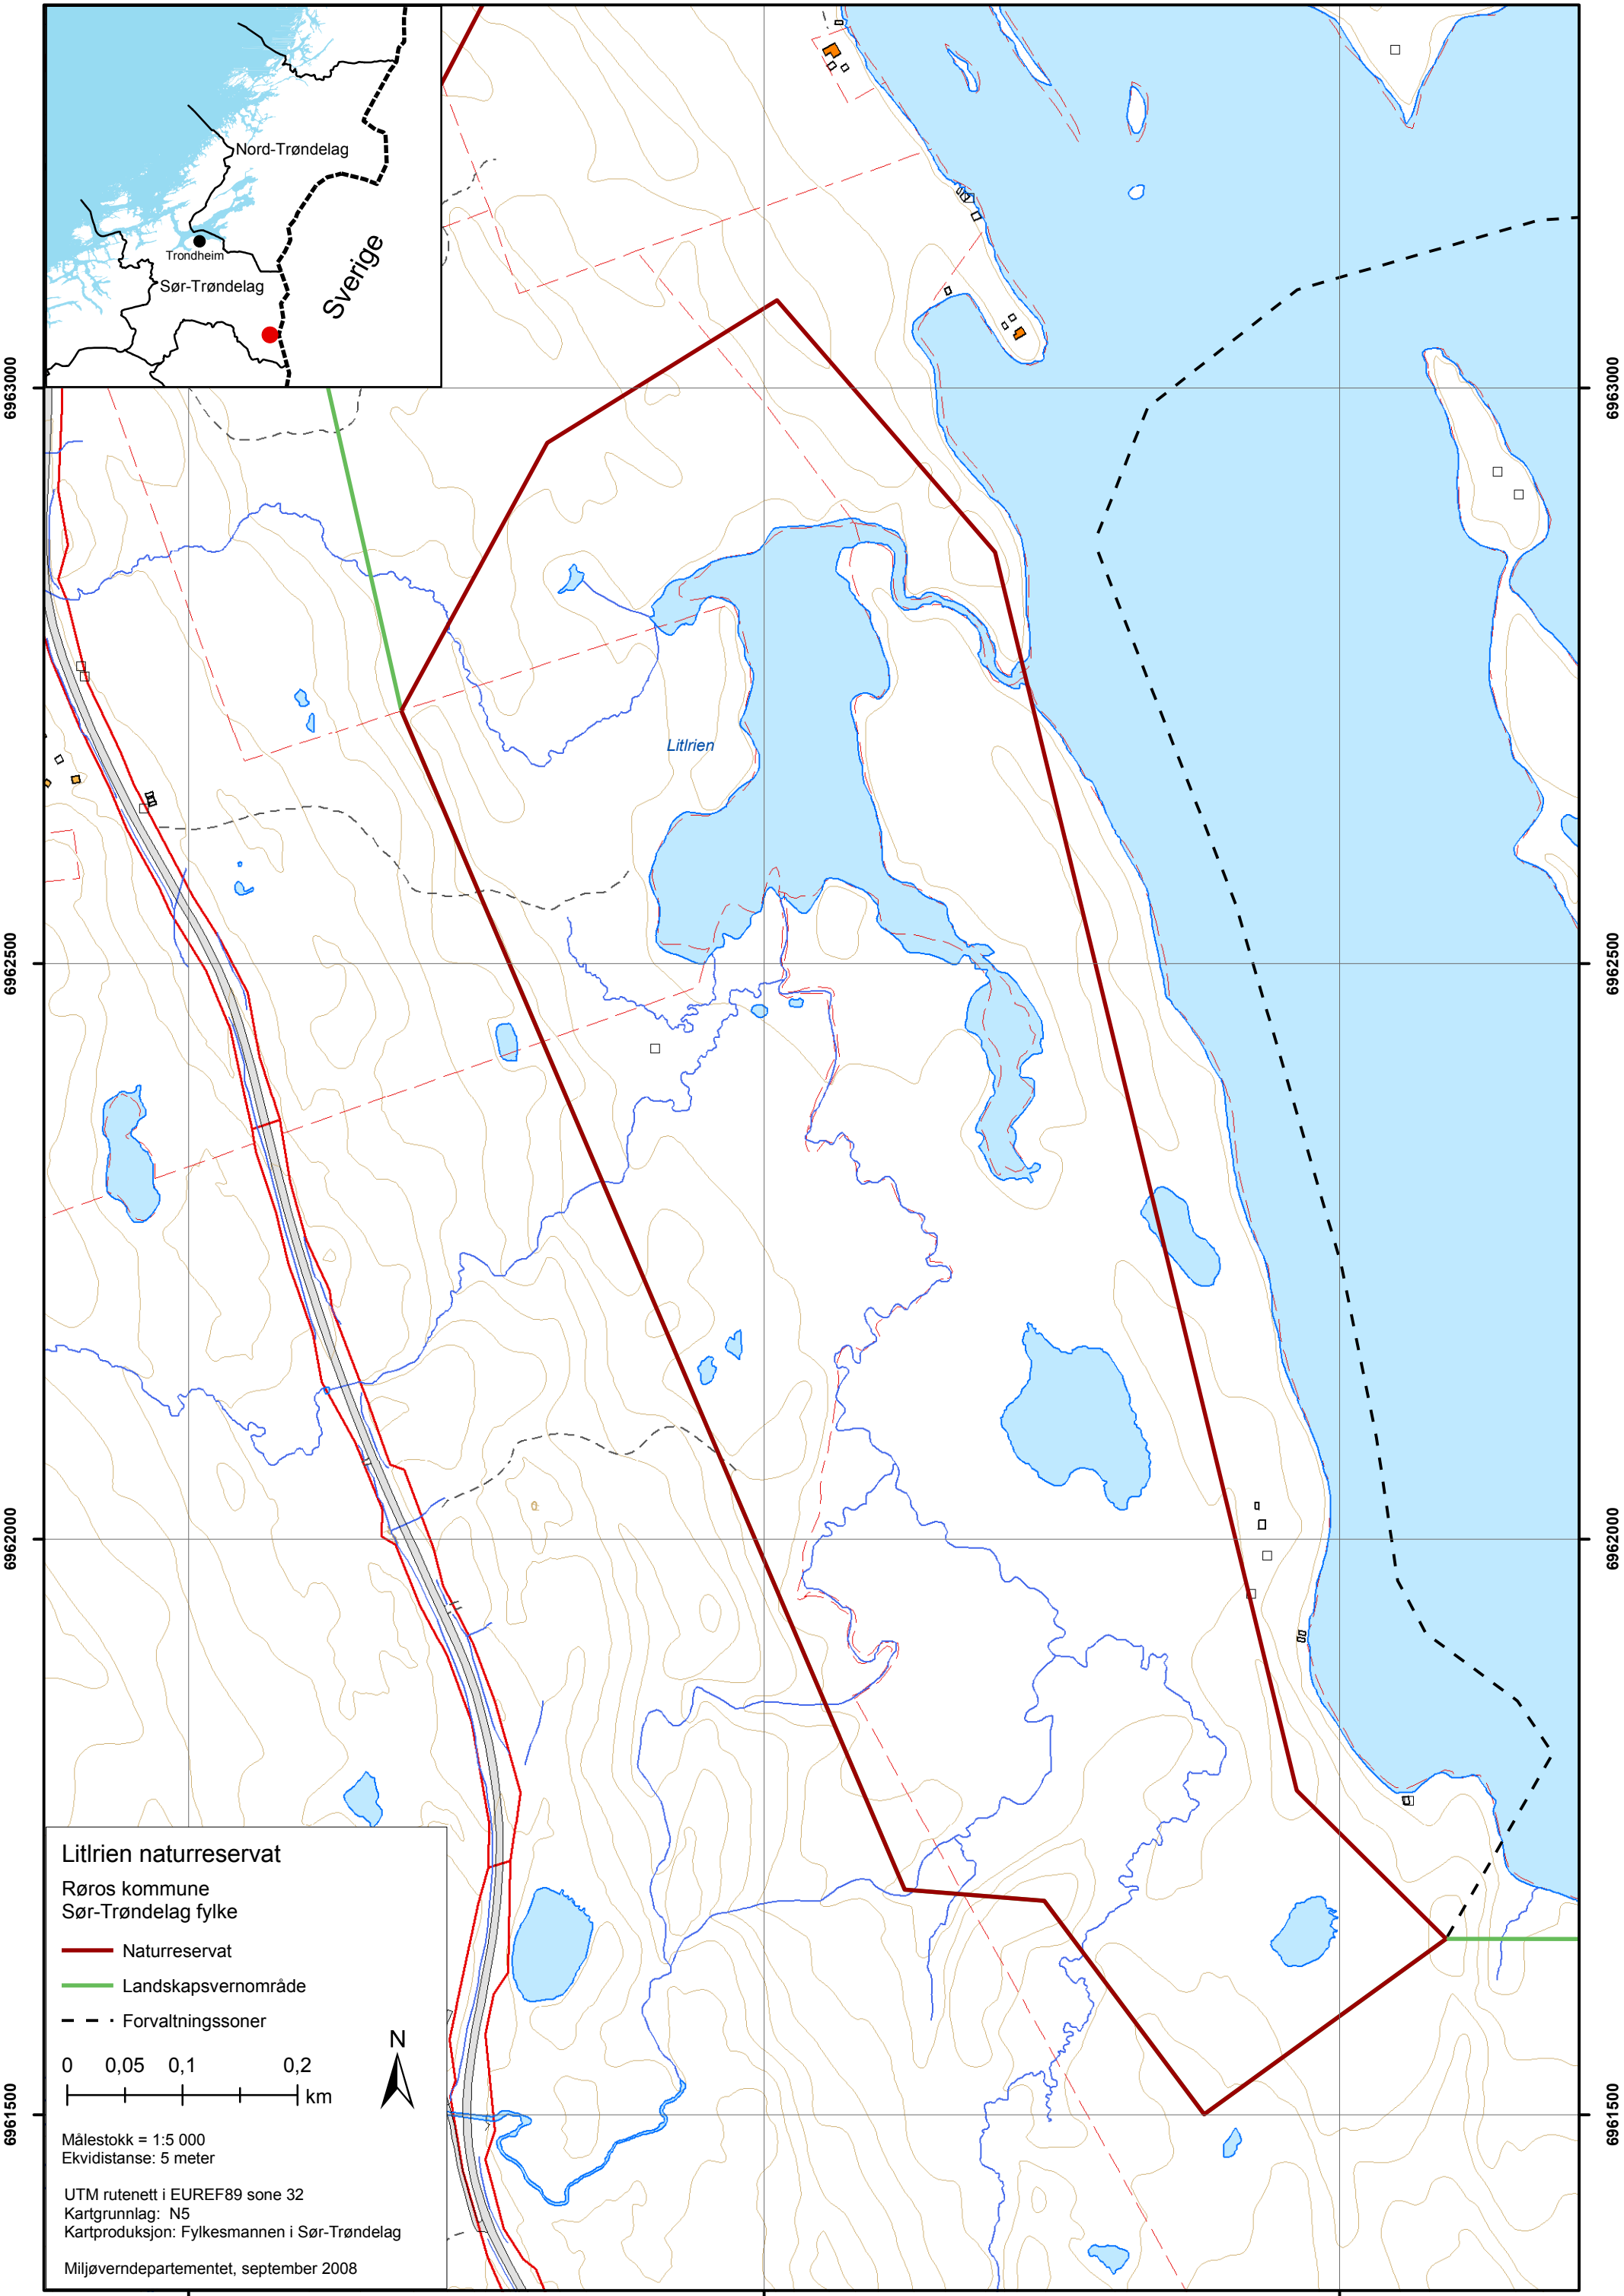 Nord-Trøndelag
Trondheim
Sør-Trøndelag
Sverige
6963000
6963000
Litlrien
6962500
6962500
6962000
6962000
Litlrien naturreservat
Røros kommune
Sør-Trøndelag fylke
Naturreservat
Landskapsvernområde
Forvaltningssoner
N
0 0,05 0,1 0,2
km
Målestokk = 1:5 000
Ekvidistanse: 5 meter
UTM rutenett i EUREF89 sone 32
Kartgrunnlag: N5
Kartproduksjon: Fylkesmannen i Sør-Trøndelag
Miljøverndepartementet, september 2008
6961500
6961500